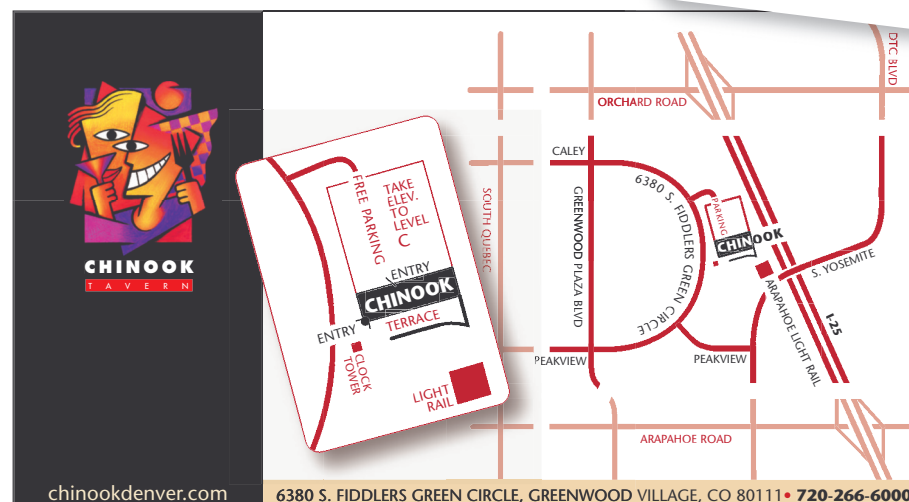 CHINOOK
TAVERN
chinookdenver.com
FREE PARKING
TAKE
ELEV.
TO
LEVEL
C
ENTRY
CHINOOK
TERRACE
ENTRY
CLOCK
TOWER
LIGHT
RAIL
SOUTH QUEBEC
DTC BLVD
ORCHARD ROAD
CALEY
GREENWOOD PLAZA BLVD
6380 S. FIDDLERS GREEN CIRCLE
PARKING
CHINOOK
S. YOSEMITE
ARAPAHOE LIGHT RAIL
I-25
PEAKVIEW
PEAKVIEW
ARAPAHOE ROAD
6380 S. FIDDLERS GREEN CIRCLE, GREENWOOD VILLAGE, CO 80111• 720-266-6000